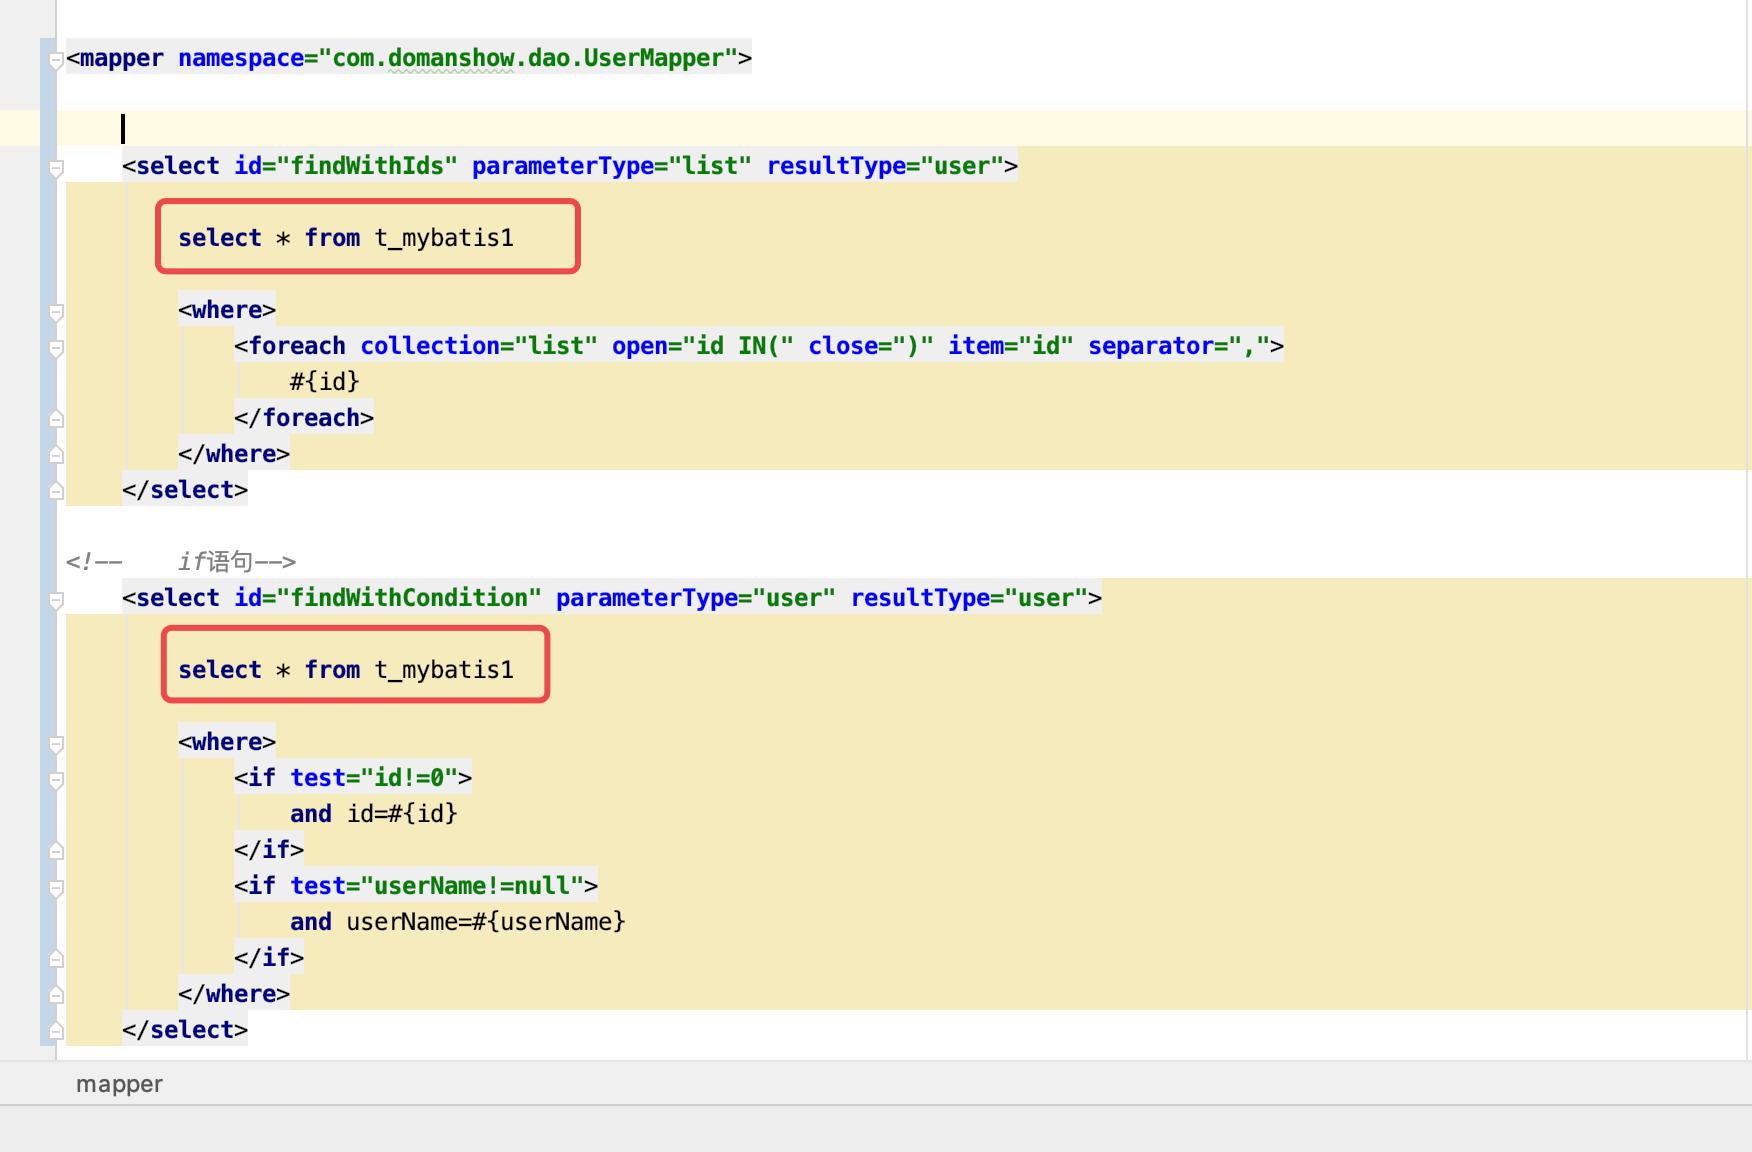 <mapper namespace="com.domanshow.dao.UserMapper">
<select id="findWithIds" parameterType="list" resultType="user">
select * from t_mybatis1
<where>
<foreach collection="list" open="id IN(" close=")" item="id" separator=",">
#{id}
</foreach>
</where>
</select>
<!--    if语句-->
<select id="findWithCondition" parameterType="user" resultType="user">
select * from t_mybatis1
<where>
<if test="id!=0">
and id=#{id}
</if>
<if test="userName!=null">
and userName=#{userName}
</if>
</where>
</select>
mapper